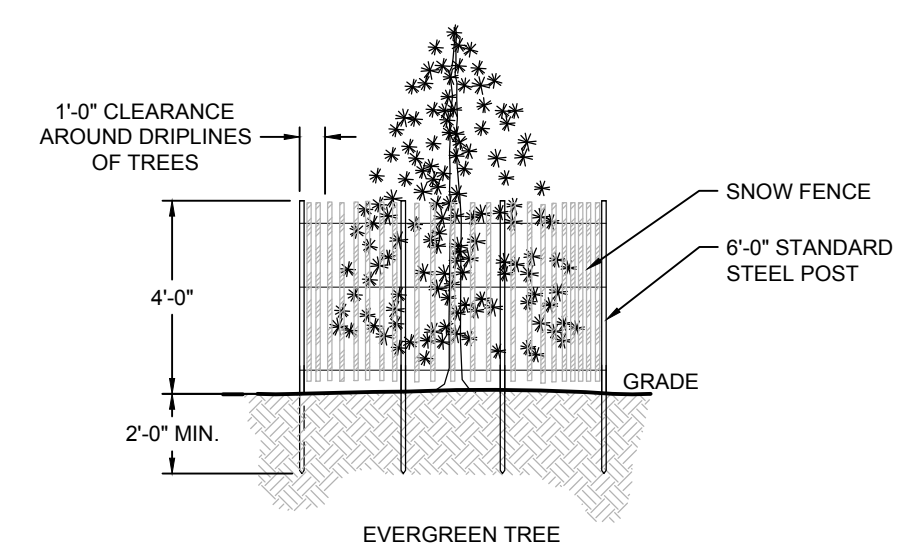 1'-0" CLEARANCE
AROUND DRIPLINES
OF TREES
SNOW FENCE
6'-0" STANDARD
STEEL POST
4'-0"
GRADE
2'-0" MIN.
EVERGREEN TREE